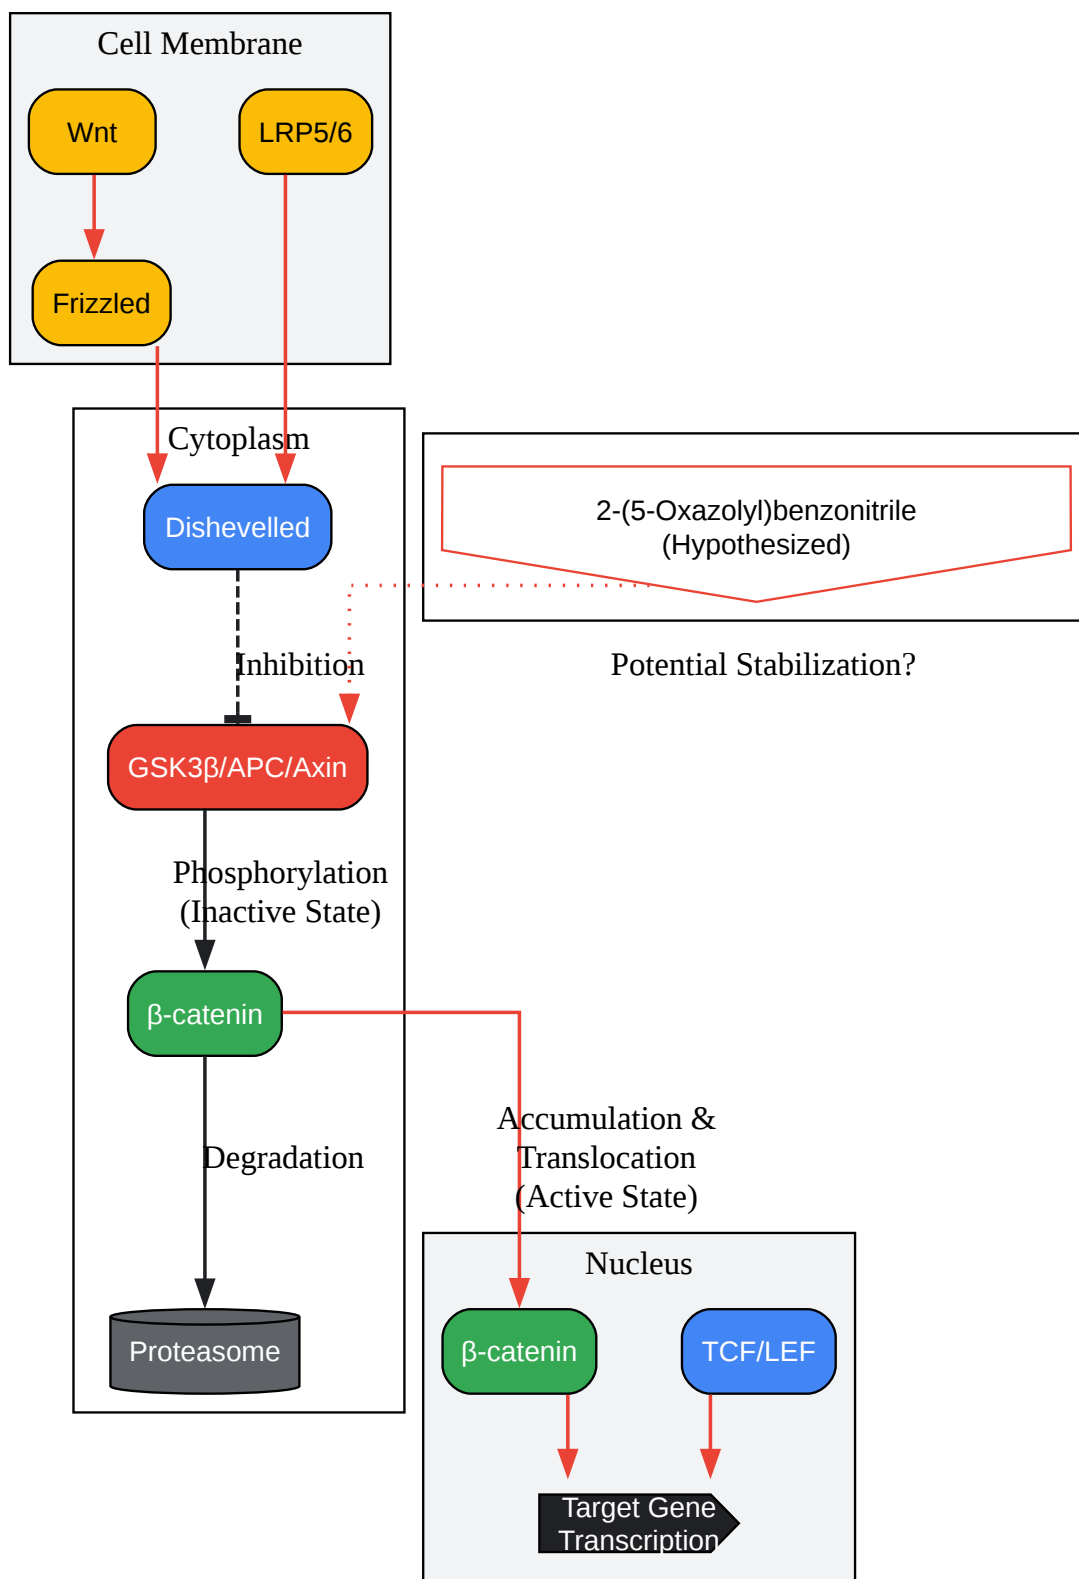 Cell Membrane
Wnt
LRP5/6
Frizzled
Cytoplasm
Dishevelled
2-(5-Oxazolyl)benzonitrile
(Hypothesized)
Inhibition
Potential Stabilization?
GSK3β/APC/Axin
Phosphorylation
(Inactive State)
β-catenin
Accumulation &
Translocation
(Active State)
Degradation
Nucleus
Proteasome
β-catenin
TCF/LEF
Target Gene
Transcription